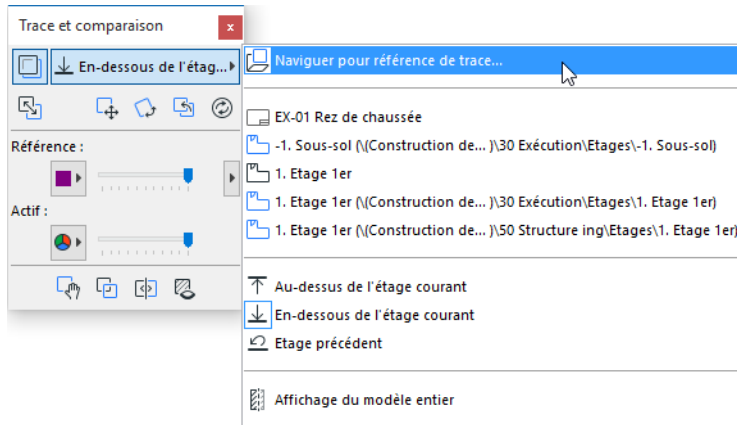 Trace et comparaison
x
En-dessous de l'étag...
Référence :
Actif :
Naviguer pour référence de trace...
EX-01 Rez de chaussée
-1. Sous-sol (\(Construction de... )\30 Exécution\Etages\-1. Sous-sol)
1. Etage 1er
1. Etage 1er (\(Construction de... )\30 Exécution\Etages\1. Etage 1er)
1. Etage 1er (\(Construction de... )\50 Structure ing\Etages\1. Etage 1er)
Au-dessus de l'étage courant
En-dessous de l'étage courant
Etage précédent
Affichage du modèle entier